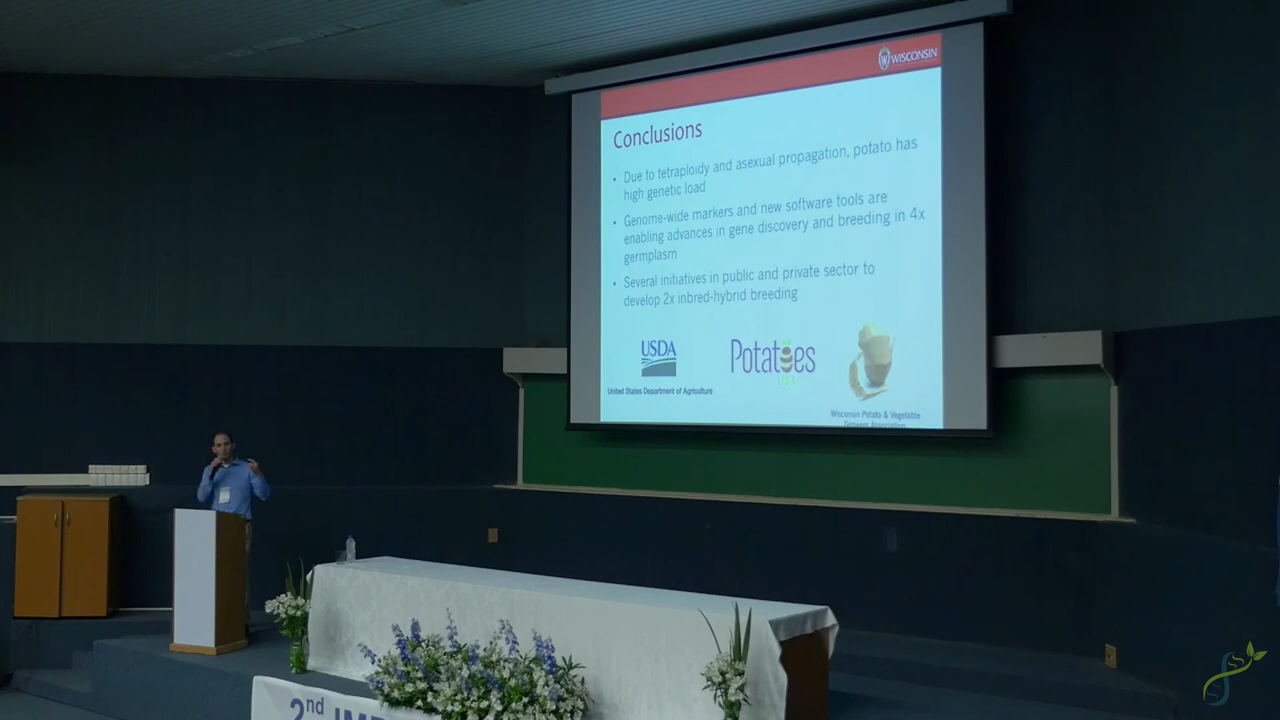 WISCONSIN
Conclusions
• Due to tetraploidy and asexual propagation, potato has
high genetic load
• Genome-wide markers and new software tools are
enabling advances in gene discovery and breeding in 4x
germplasm
• Several initiatives in public and private sector to
develop 2x inbred-hybrid breeding
USDA
United States Department of Agriculture
Potatoes
USA
Wisconsin Potato & Vegetable
Growers Association
2nd